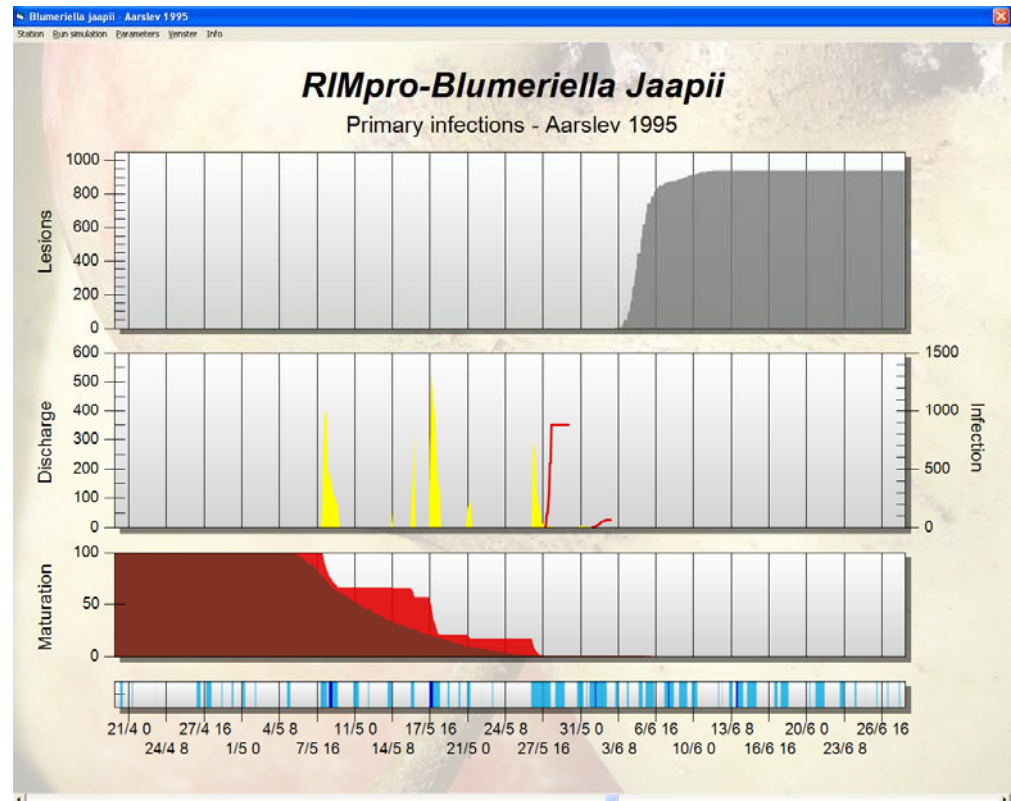 Blumeriella jaapii - Aarslev 1995
Station Run simulation Parameters Venster Info
RIMpro-Blumeriella Jaapii
Primary infections - Aarslev 1995
Lesions
1000
800
600
400
200
0
Discharge
600
500
400
300
200
100
0
1500
1000
500
0
Infection
Maturation
100
50
0
21/4 0 27/4 16 4/5 8 11/5 0 17/5 16 24/5 8 31/5 0 6/6 16 13/6 8 20/6 0 26/6 16
24/4 8 1/5 0 7/5 16 14/5 8 21/5 0 27/5 16 3/6 8 10/6 0 16/6 16 23/6 8